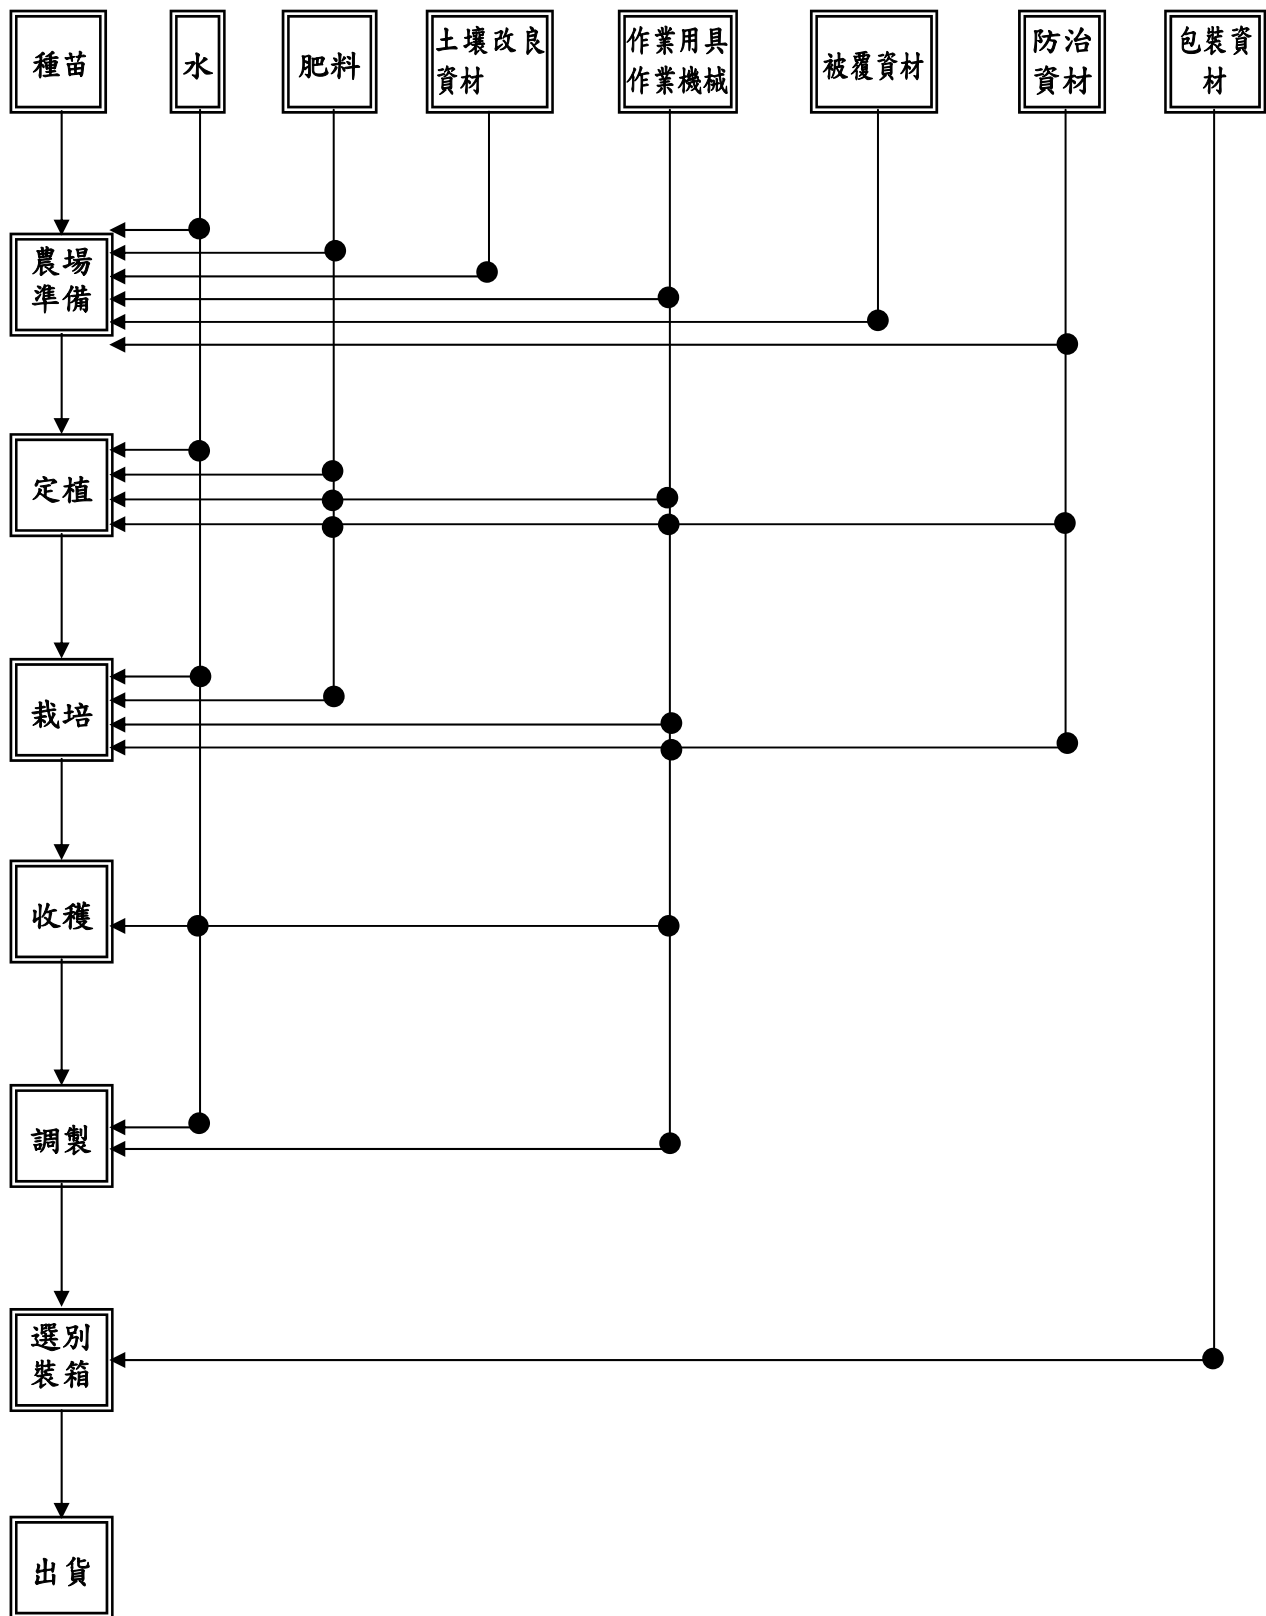 種苗
水
肥料
土壤改良
資材
作業用具
作業機械
被覆資材
防治
資材
包裝資
材
農場
準備
定植
栽培
收穫
調製
選別
裝箱
出貨